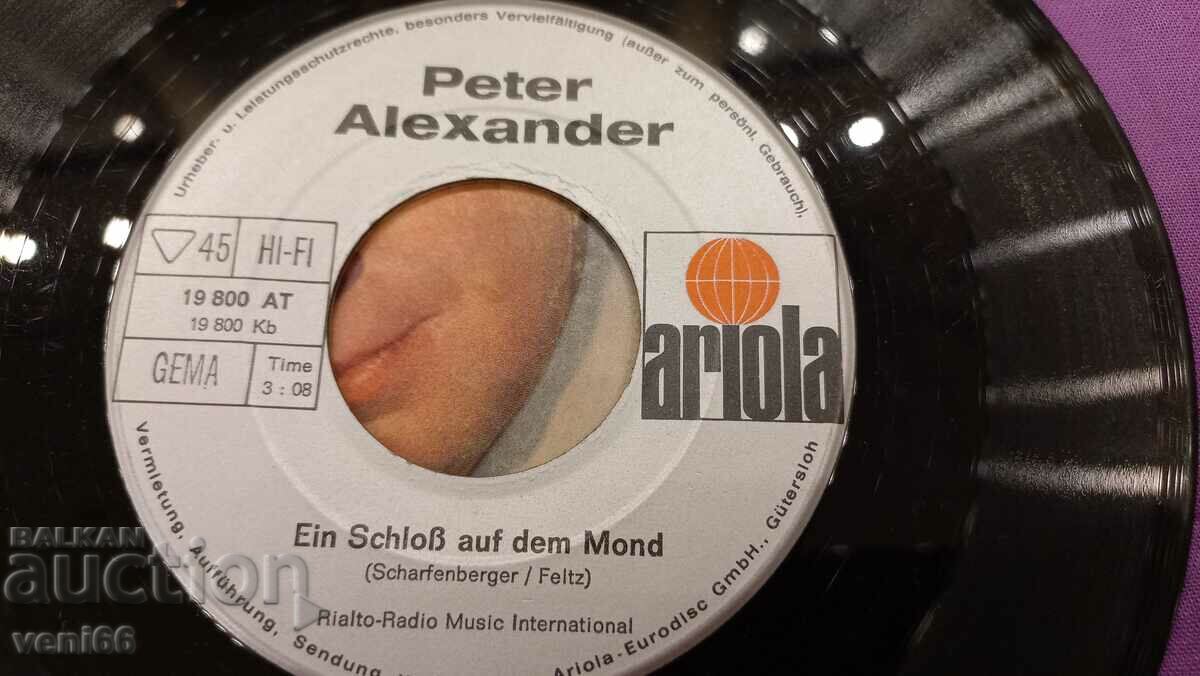 Urheber- u. Leistungsschutzrechte, besonders Vervielfältigung (außer zum persönl. Gebrauch),
Peter
Alexander
45
HI-FI
19 800 AT
19 800 Kb
GEMA
Time
3 : 08
ariola
Ein Schloß auf dem Mond
(Scharfenberger / Feltz)
Rialto-Radio Music International
Vermietung, Aufführung, Sendung
Ariola-Eurodisc GmbH., Gütersloh
BALKAN
auction
veni66